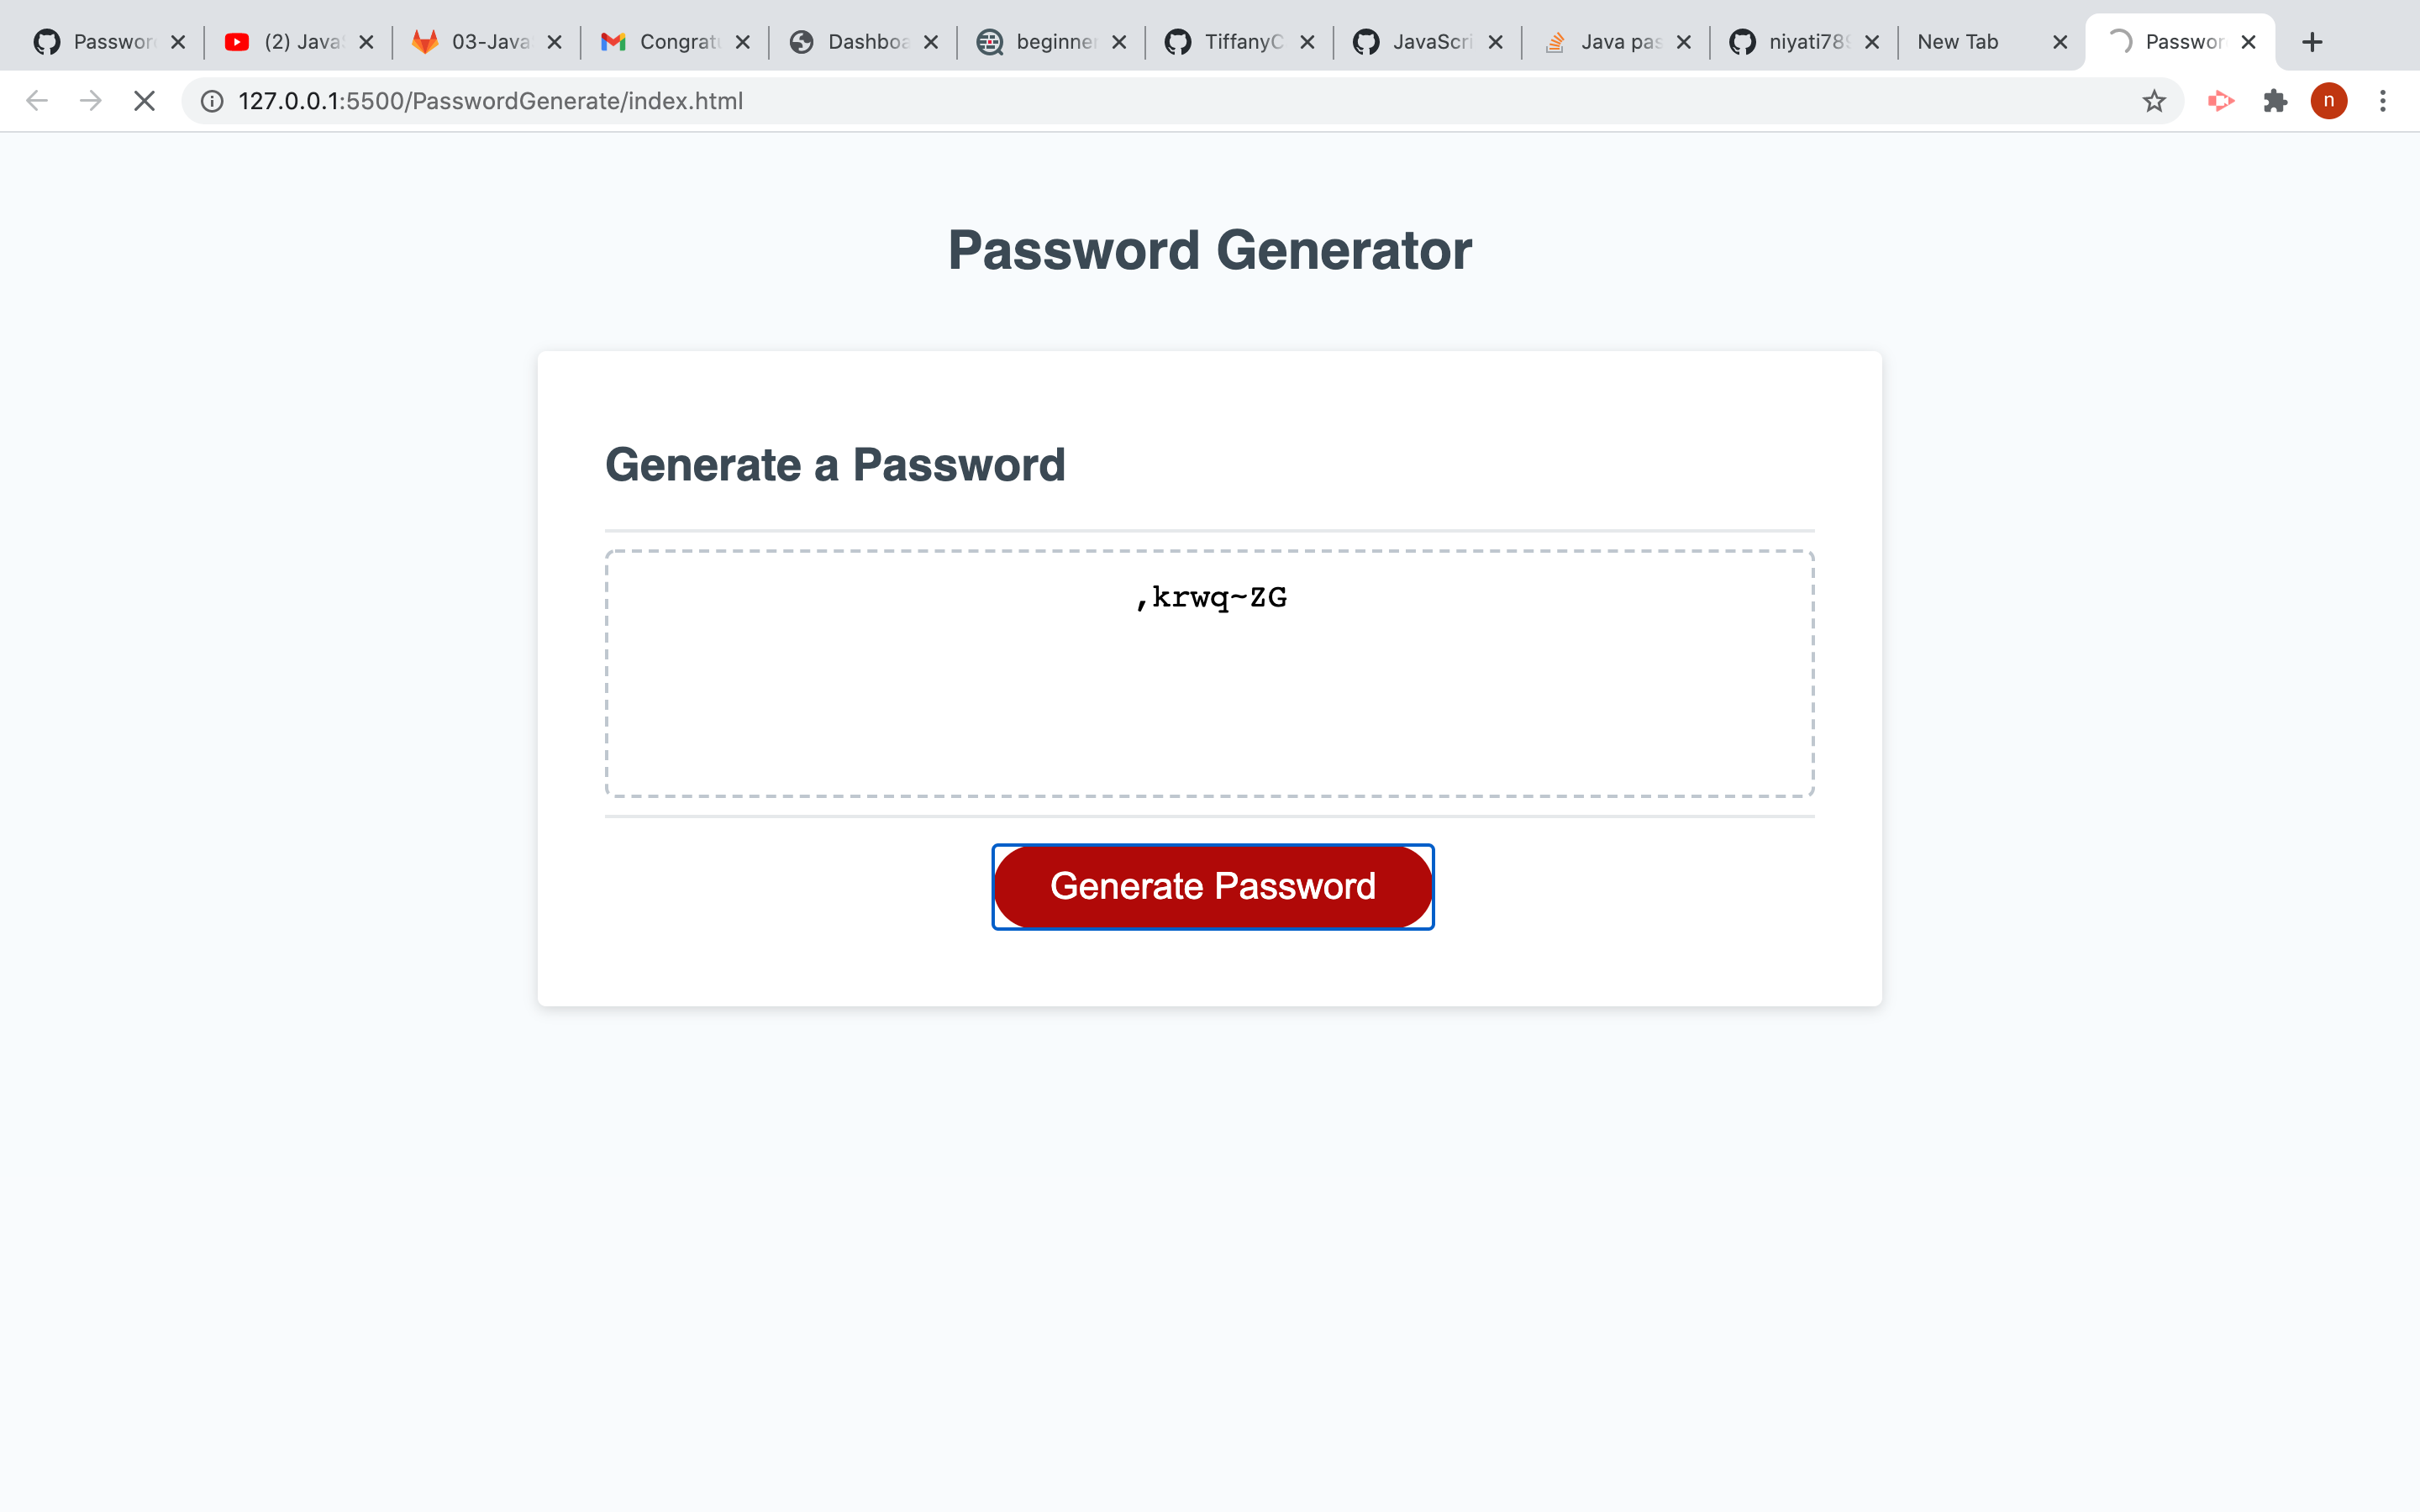 Passwor
(2) Java
03-Java
Congrat
Dashboa
beginne
TiffanyC
JavaScri
Java pas
niyati78
New Tab
Passwor
127.0.0.1:5500/PasswordGenerate/index.html
n
Password Generator
Generate a Password
,krwq~ZG
Generate Password